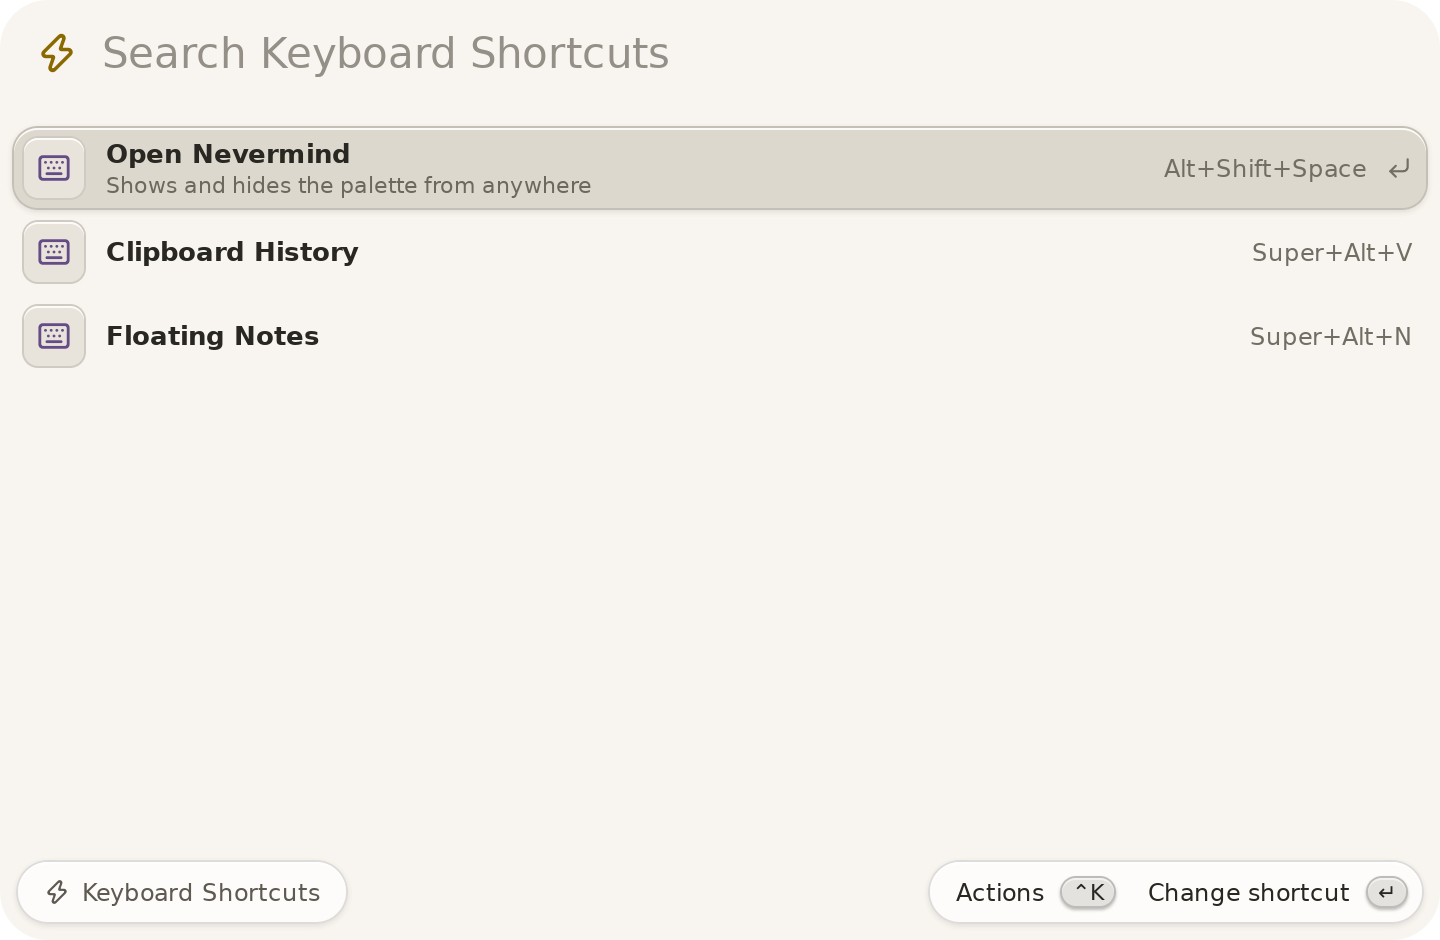 Search Keyboard Shortcuts
Open Nevermind
Shows and hides the palette from anywhere
Alt+Shift+Space
Clipboard History
Super+Alt+V
Floating Notes
Super+Alt+N
Keyboard Shortcuts
Actions ^K Change shortcut ↵